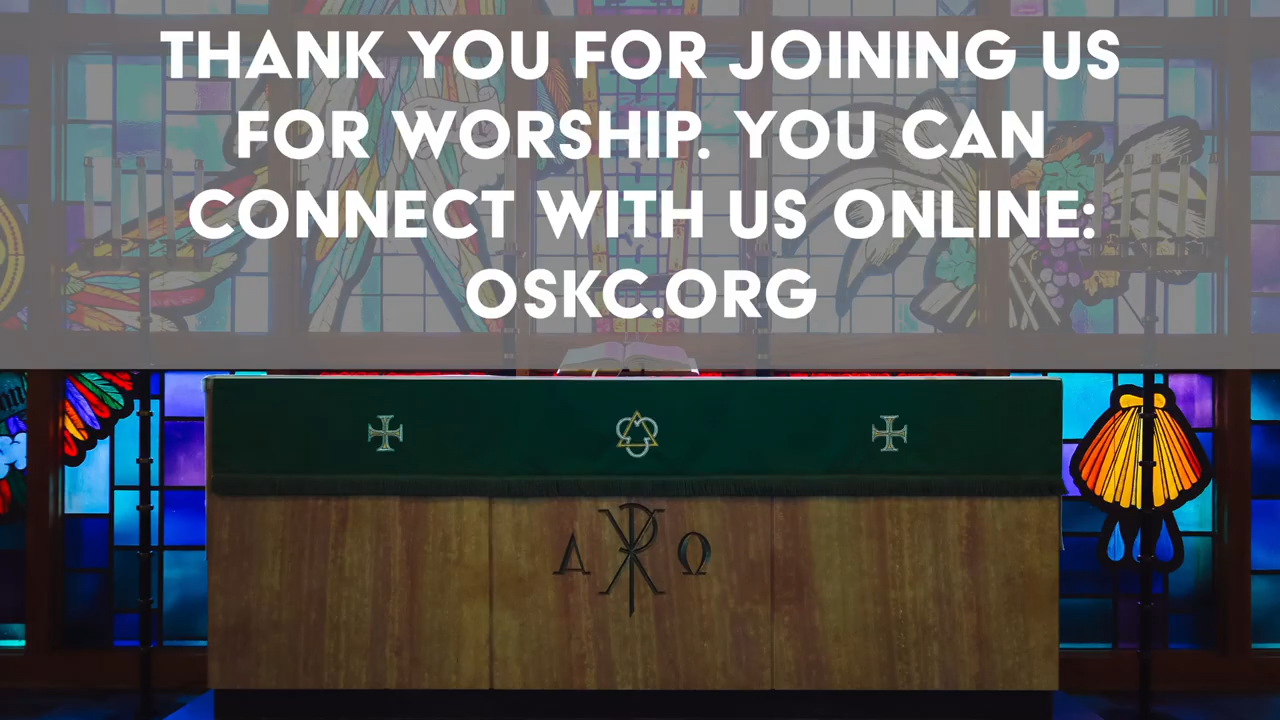 THANK YOU FOR JOINING US
FOR WORSHIP. YOU CAN
CONNECT WITH US ONLINE:
OSKC.ORG
Α ☧ Ω